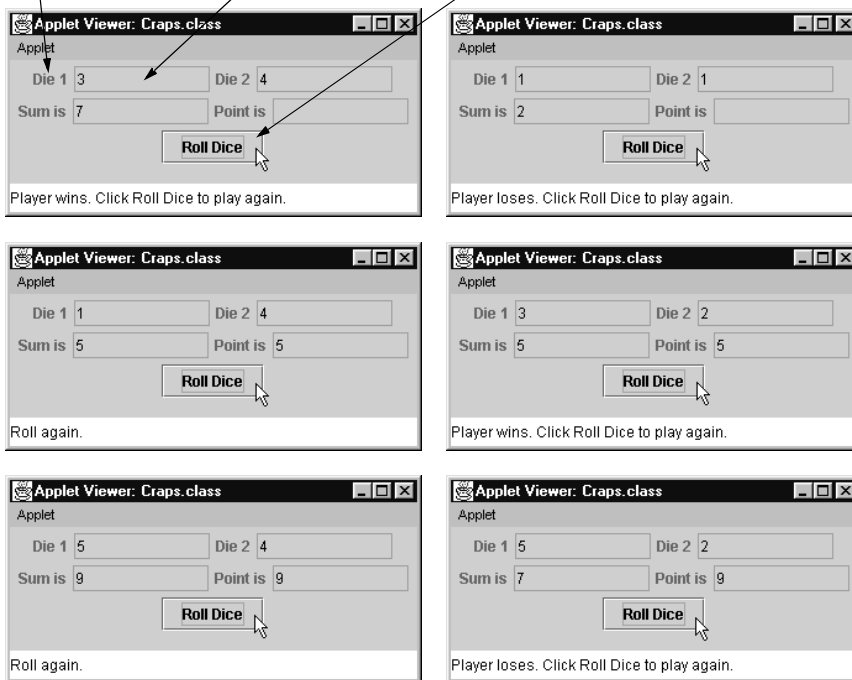 Applet Viewer: Craps.class
Applet
Die 1 3 Die 2 4
Sum is 7 Point is
Roll Dice
Player wins. Click Roll Dice to play again.
Applet Viewer: Craps.class
Applet
Die 1 1 Die 2 1
Sum is 2 Point is
Roll Dice
Player loses. Click Roll Dice to play again.
Applet Viewer: Craps.class
Applet
Die 1 1 Die 2 4
Sum is 5 Point is 5
Roll Dice
Roll again.
Applet Viewer: Craps.class
Applet
Die 1 3 Die 2 2
Sum is 5 Point is 5
Roll Dice
Player wins. Click Roll Dice to play again.
Applet Viewer: Craps.class
Applet
Die 1 5 Die 2 4
Sum is 9 Point is 9
Roll Dice
Roll again.
Applet Viewer: Craps.class
Applet
Die 1 5 Die 2 2
Sum is 7 Point is 9
Roll Dice
Player loses. Click Roll Dice to play again.